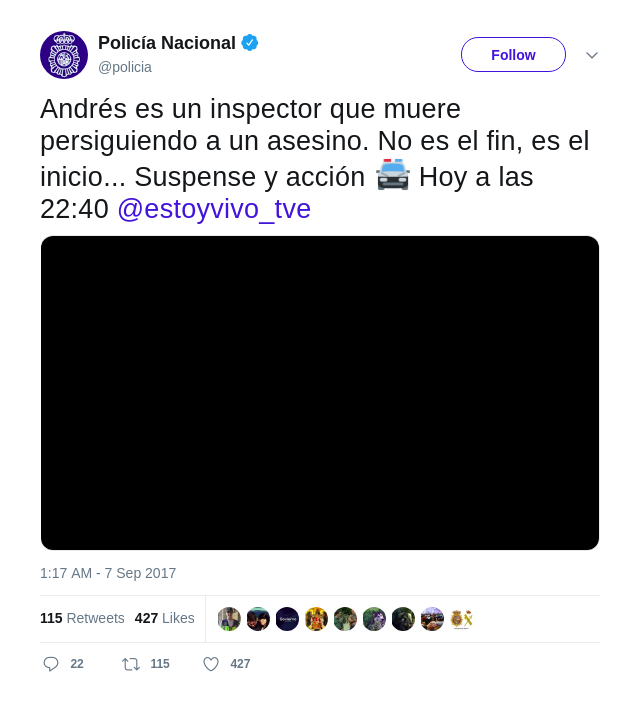 Policía Nacional
@policia
Follow
Andrés es un inspector que muere
persiguiendo a un asesino. No es el fin, es el
inicio... Suspense y acción 🚔 Hoy a las
22:40 @estoyvivo_tve
1:17 AM - 7 Sep 2017
115 Retweets 427 Likes
22 115 427